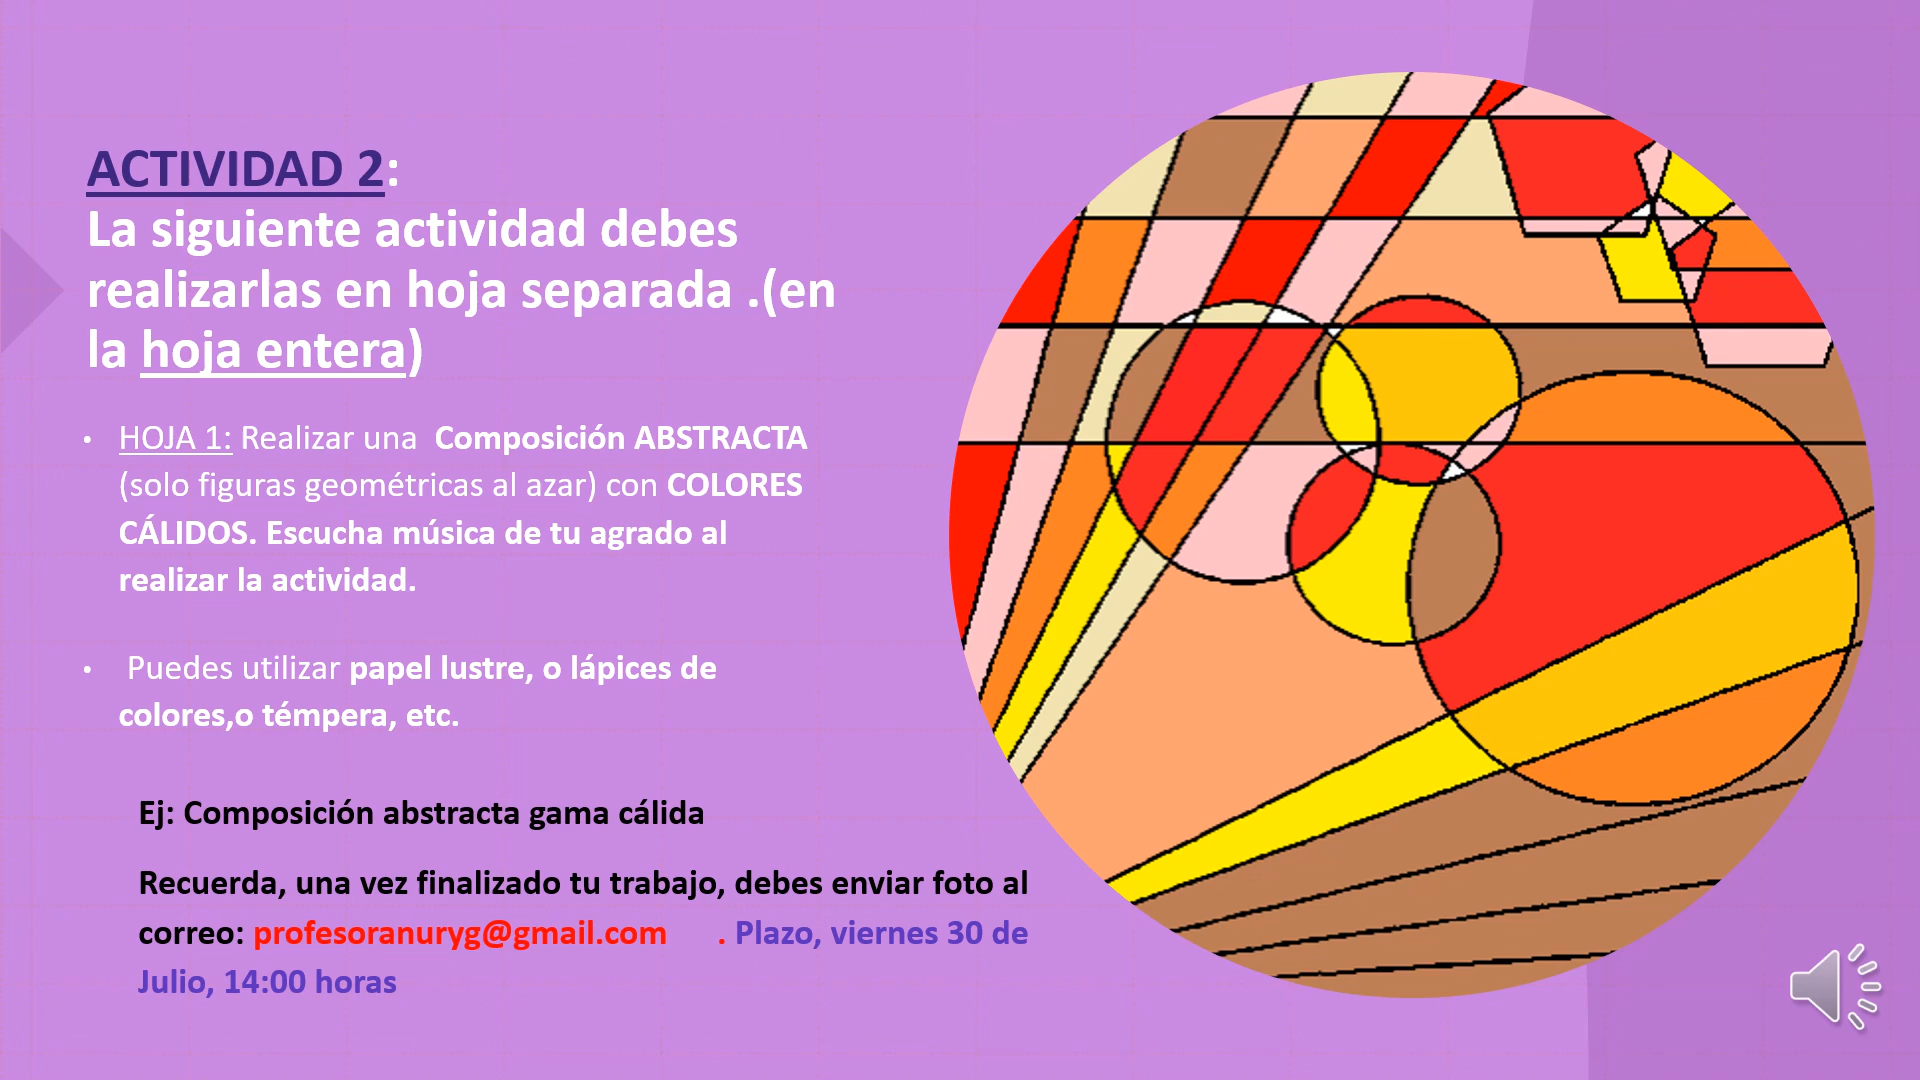 ACTIVIDAD 2:
La siguiente actividad debes
realizarlas en hoja separada .(en
la hoja entera)
• HOJA 1: Realizar una Composición ABSTRACTA
(solo figuras geométricas al azar) con COLORES
CÁLIDOS. Escucha música de tu agrado al
realizar la actividad.
• Puedes utilizar papel lustre, o lápices de
colores,o témpera, etc.
Ej: Composición abstracta gama cálida
Recuerda, una vez finalizado tu trabajo, debes enviar foto al
correo: profesoranuryg@gmail.com . Plazo, viernes 30 de
Julio, 14:00 horas